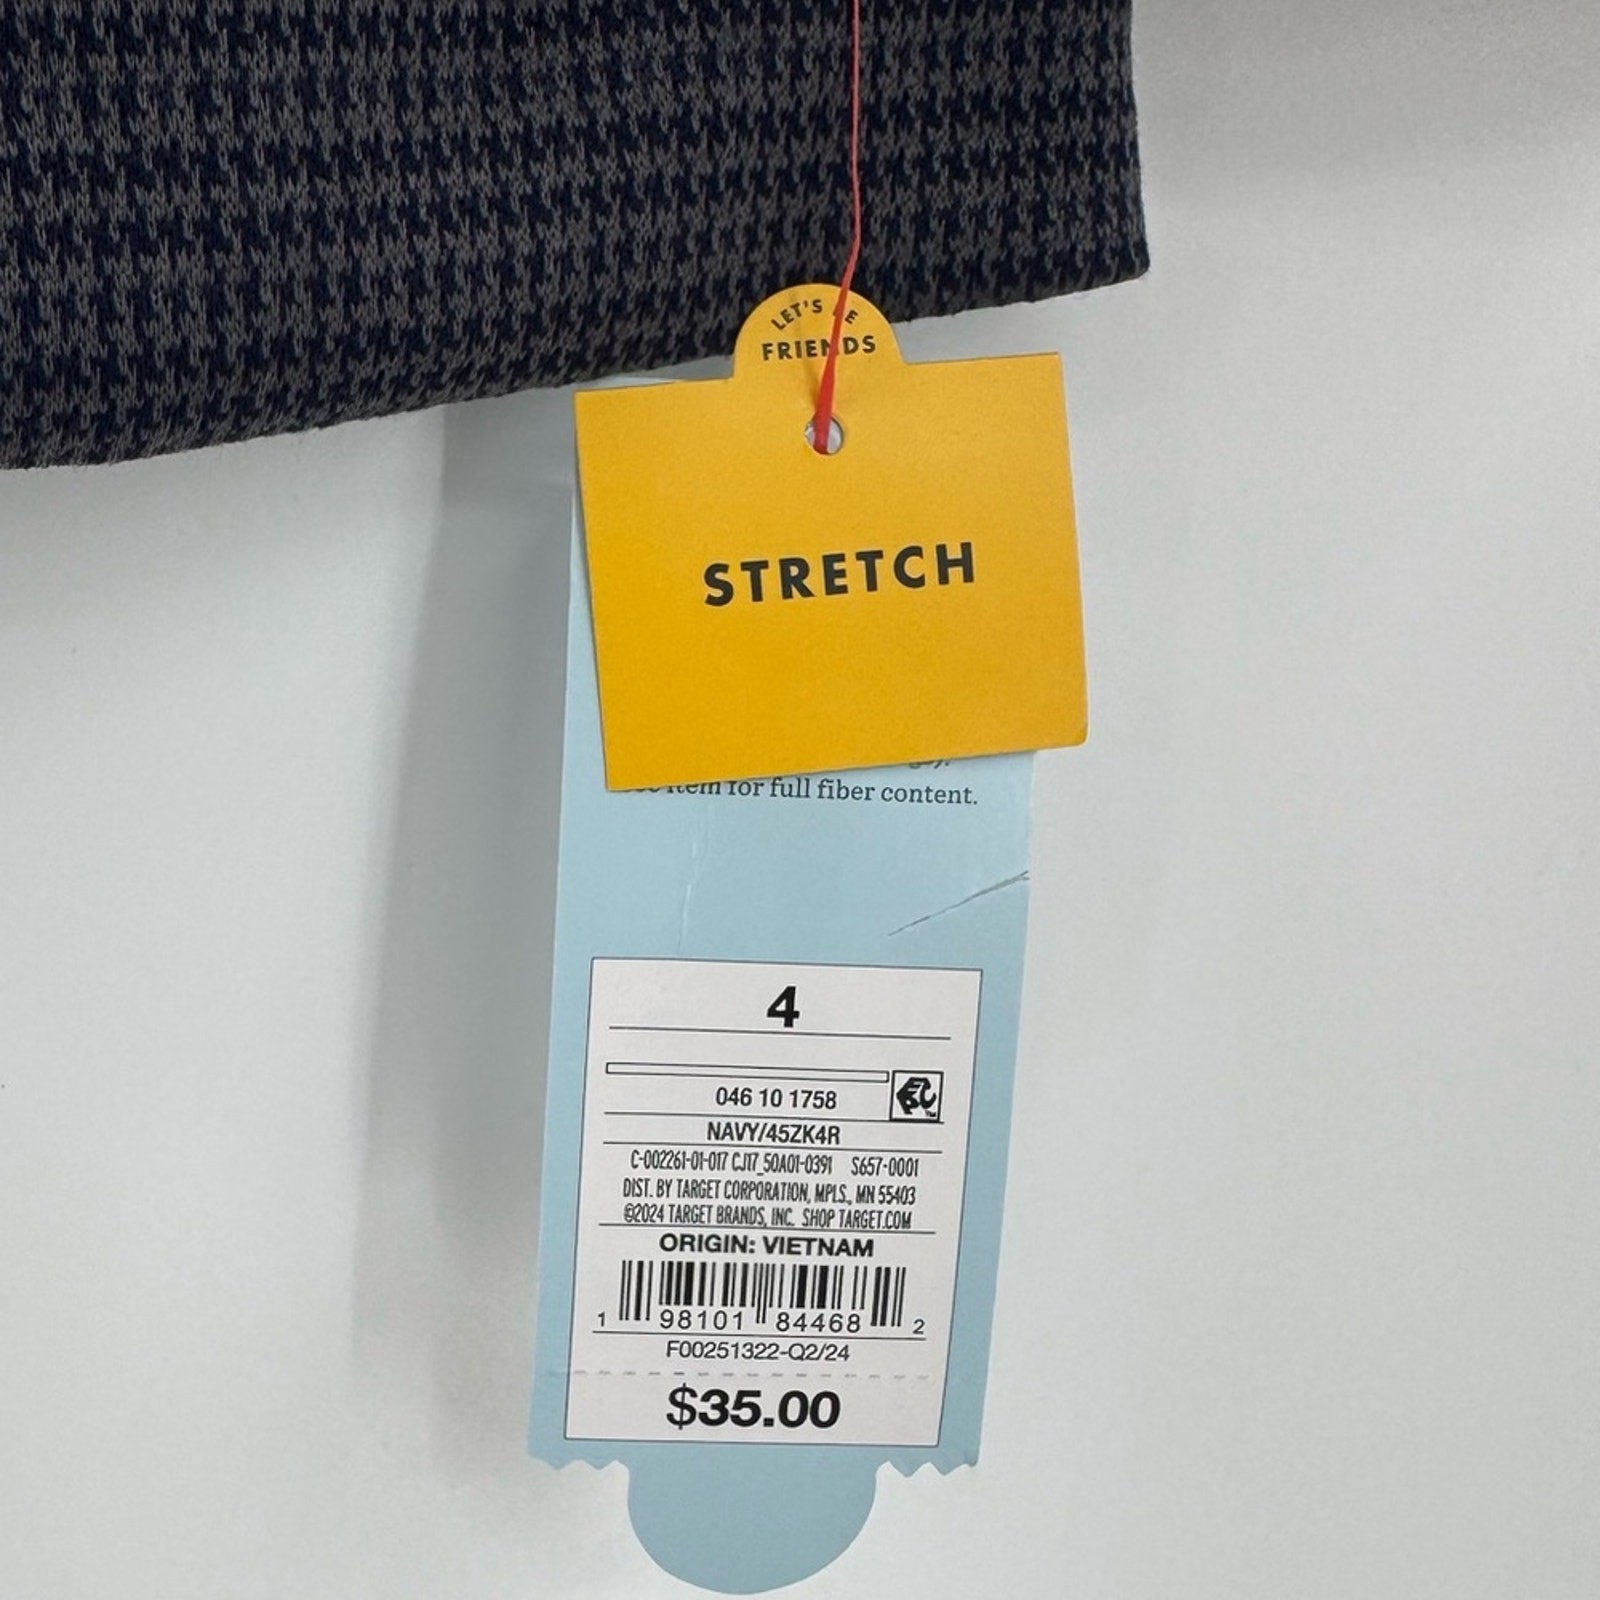 LET'S BE
FRIENDS
STRETCH
item for full fiber content.
4
046 10 1758
NAVY/45ZK4R
C-002261-01-017 CJ17_50A01-0391 S657-0001
DIST. BY TARGET CORPORATION, MPLS., MN 55403
©2024 TARGET BRANDS, INC. SHOP TARGET.COM
ORIGIN: VIETNAM
1 98101 84468 2
F00251322-Q2/24
$35.00